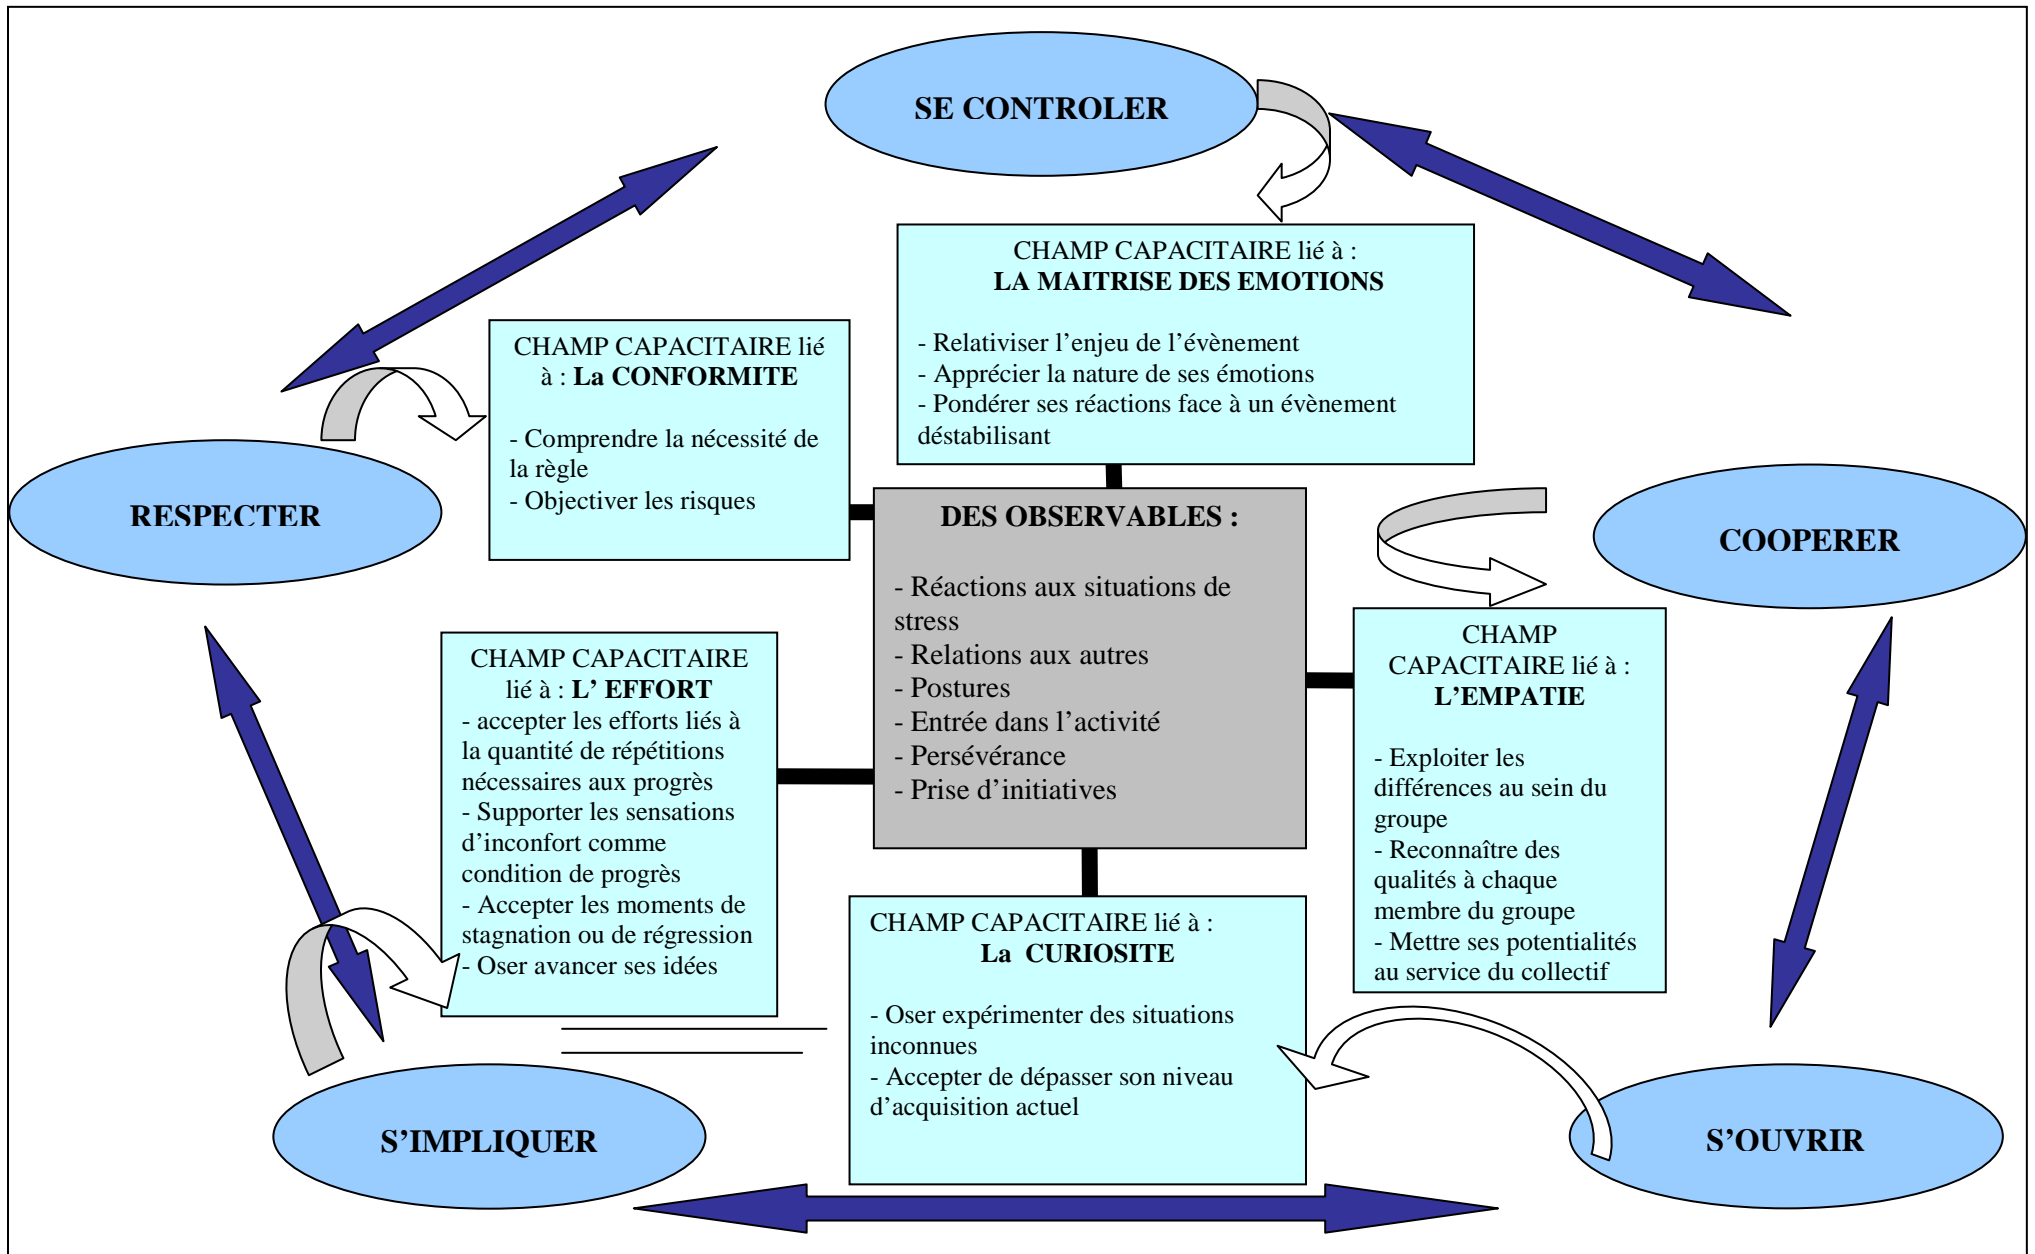 SE CONTROLER
CHAMP CAPACITAIRE lié à :
LA MAITRISE DES EMOTIONS
- Relativiser l’enjeu de l’évènement
- Apprécier la nature de ses émotions
- Pondérer ses réactions face à un évènement
déstabilisant
CHAMP CAPACITAIRE lié
à : La CONFORMITE
- Comprendre la nécessité de
la règle
- Objectiver les risques
RESPECTER
DES OBSERVABLES :
- Réactions aux situations de
stress
- Relations aux autres
- Postures
- Entrée dans l’activité
- Persévérance
- Prise d’initiatives
COOPERER
CHAMP
CAPACITAIRE lié à :
L’EMPATIE
- Exploiter les
différences au sein du
groupe
- Reconnaître des
qualités à chaque
membre du groupe
- Mettre ses potentialités
au service du collectif
CHAMP CAPACITAIRE
lié à : L’ EFFORT
- accepter les efforts liés à
la quantité de répétitions
nécessaires aux progrès
- Supporter les sensations
d’inconfort comme
condition de progrès
- Accepter les moments de
stagnation ou de régression
- Oser avancer ses idées
CHAMP CAPACITAIRE lié à :
La CURIOSITE
- Oser expérimenter des situations
inconnues
- Accepter de dépasser son niveau
d’acquisition actuel
S’IMPLIQUER
S’OUVRIR